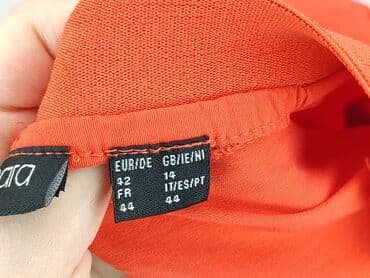 ara
EUR/DE GB/IE/NI
42 14
FR IT/ES/PT
44 44